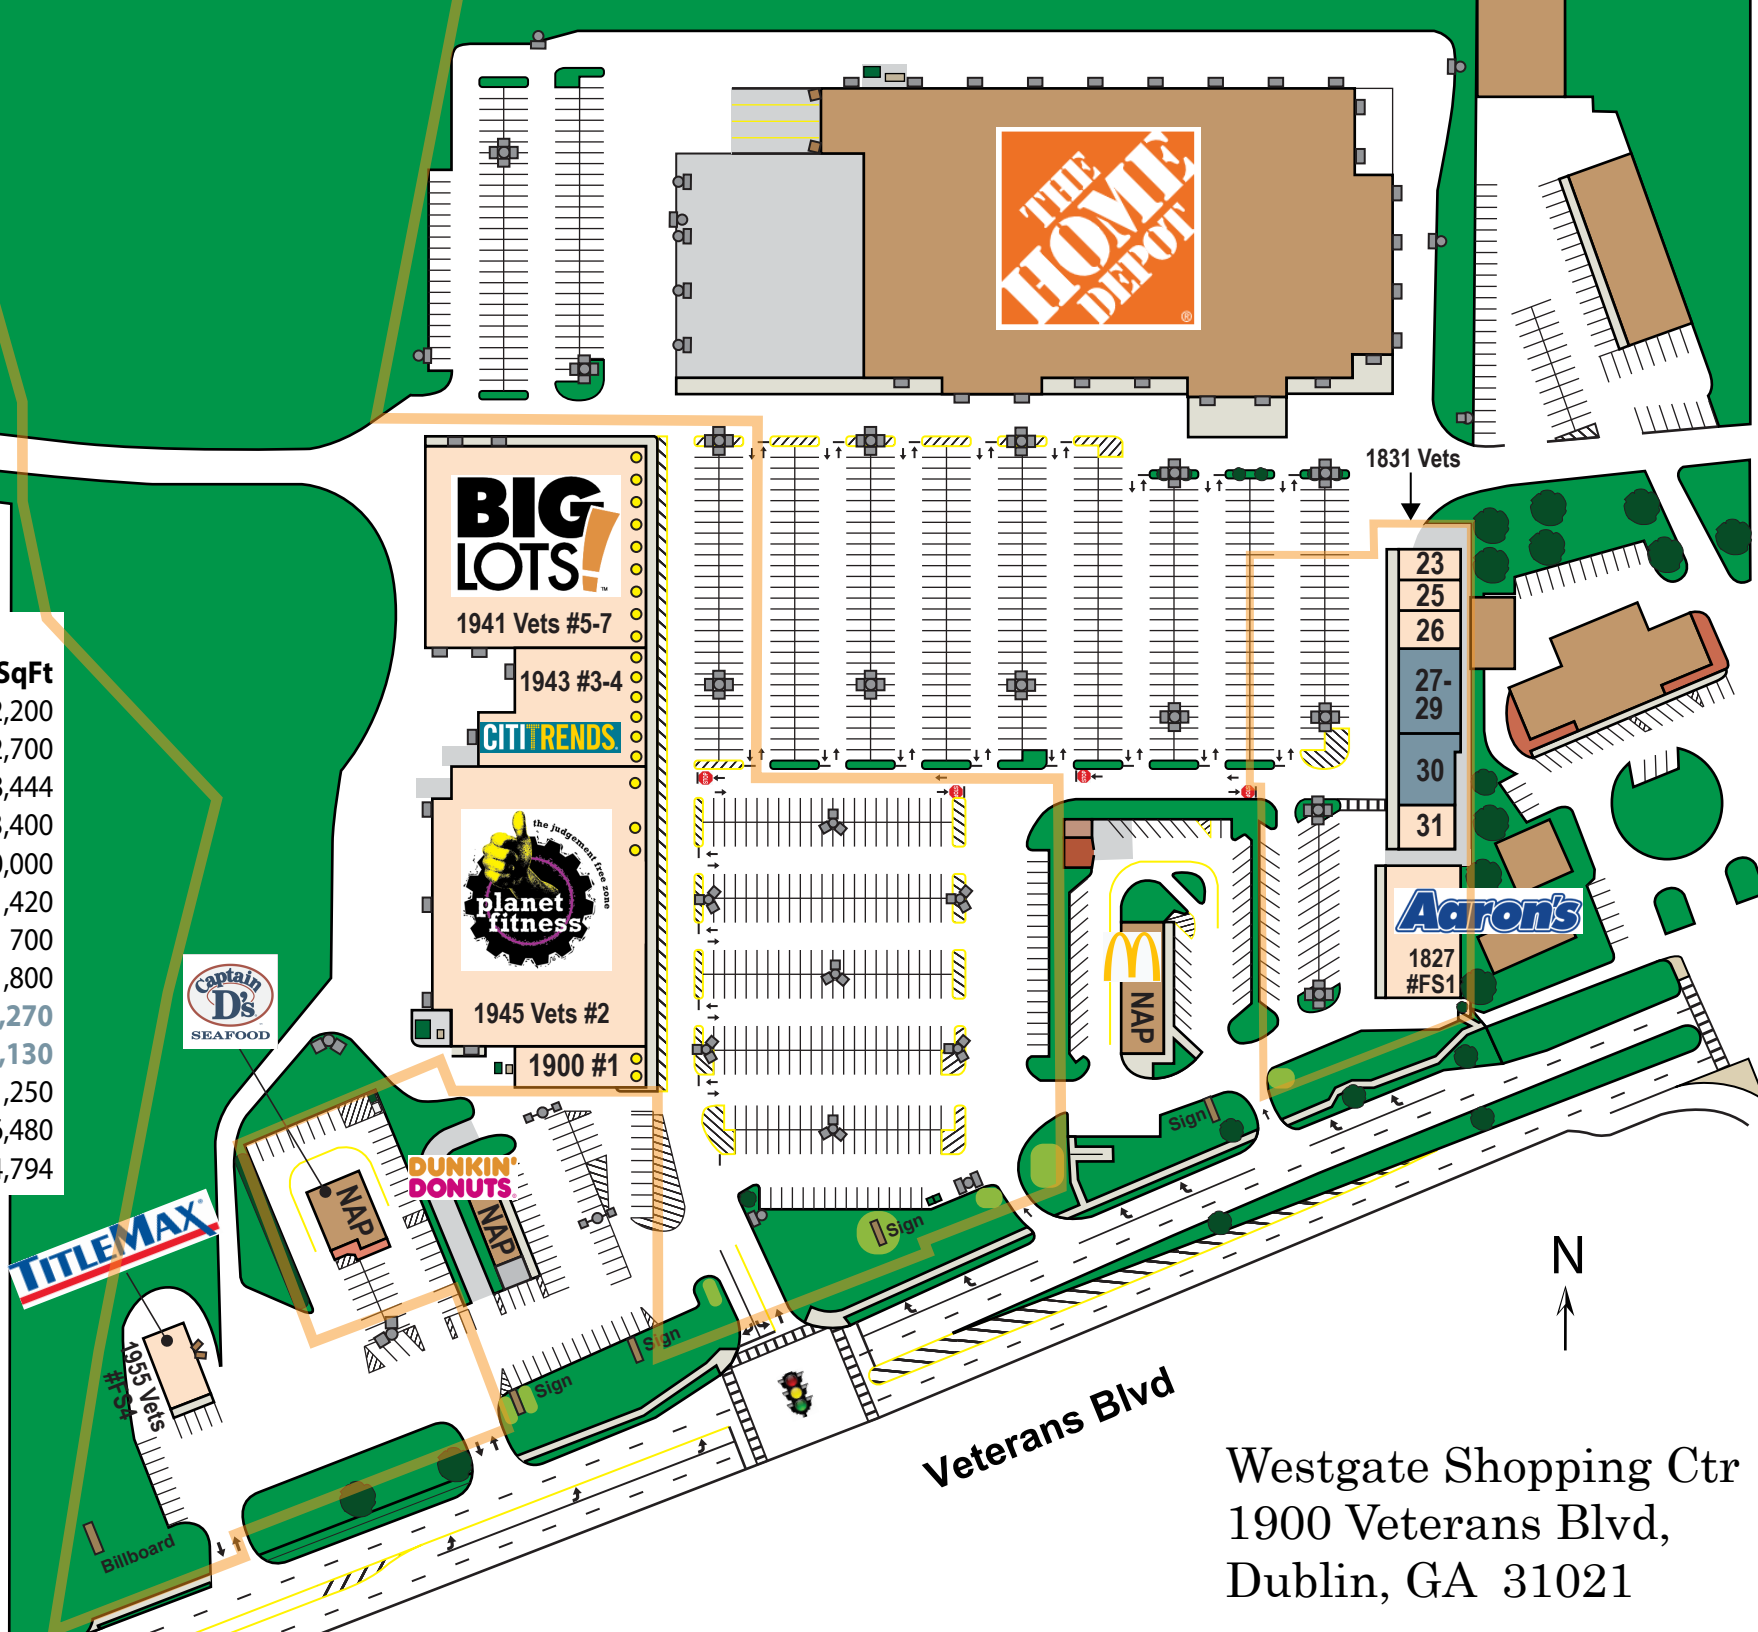 THE
HOME
DEPOT
®
1831 Vets
BIG
LOTS!
™
1941 Vets #5-7
1943 #3-4
CITITRENDS
the judgement free zone
planet
fitness
1945 Vets #2
1900 #1
23
25
26
27-
29
30
31
Aaron's
1827
#FS1
NAP
SqFt
,200
,700
,444
,400
,000
,420
700
,800
,270
,130
,250
,480
,794
Captain
D's
SEAFOOD
NAP
DUNKIN'
DONUTS
NAP
TITLEMAX
1955 Vets
#FS4
Billboard
Sign
Sign
Sign
Sign
N
Veterans Blvd
Westgate Shopping Ctr
1900 Veterans Blvd,
Dublin, GA 31021